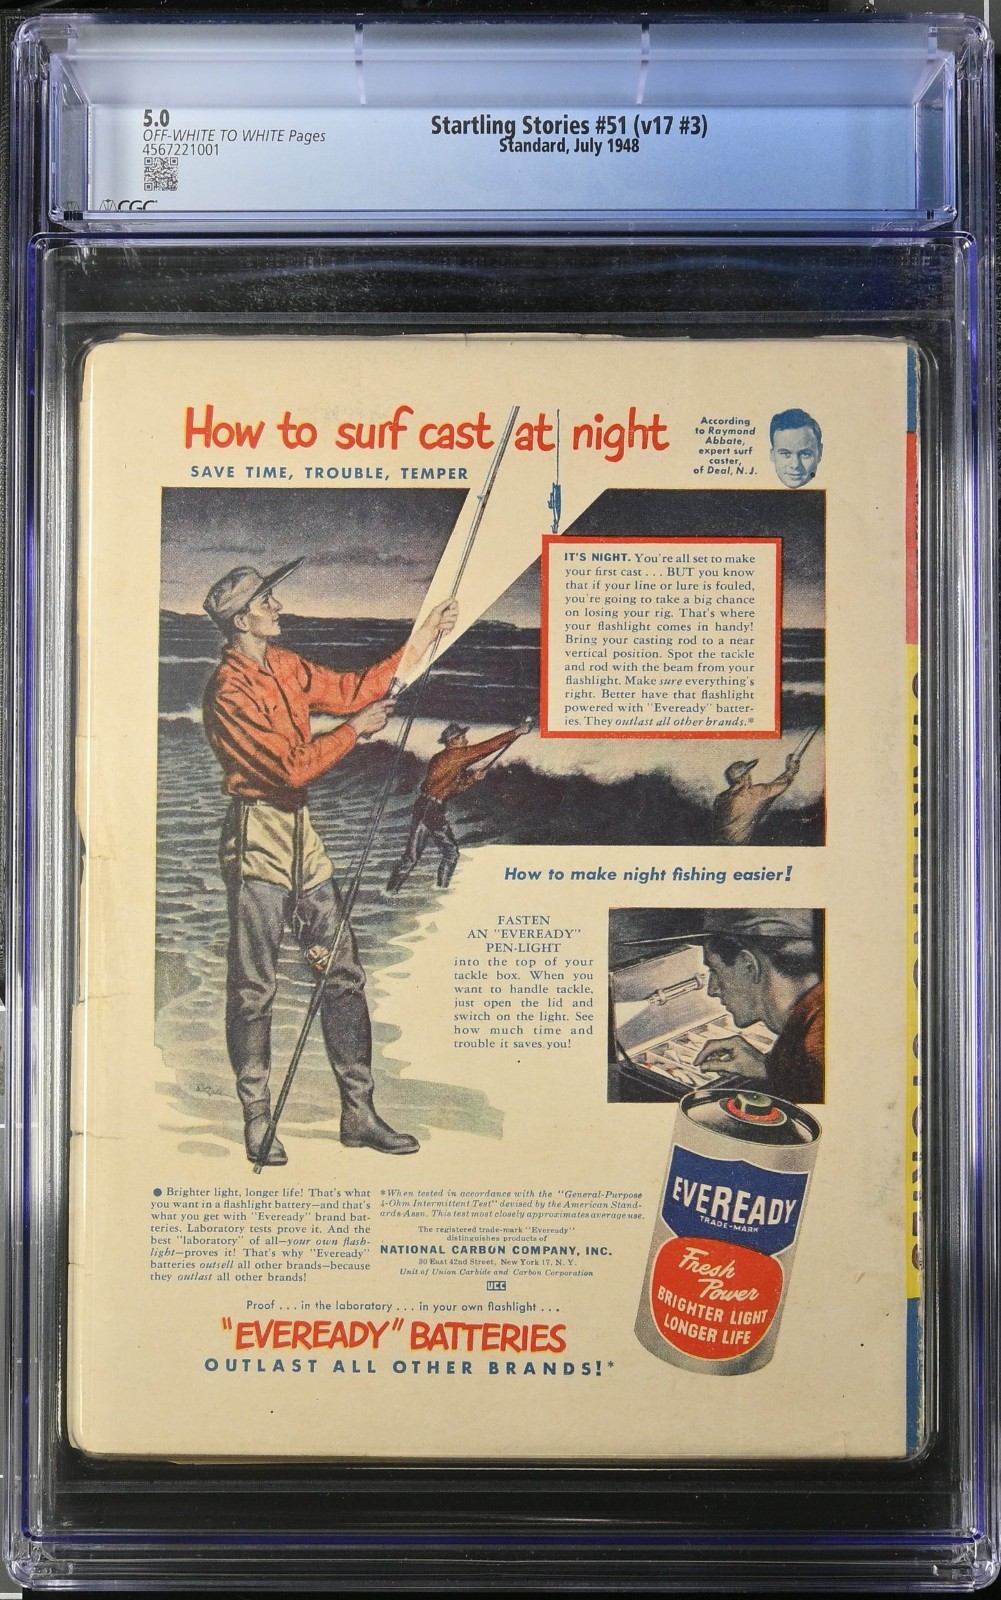 5.0
OFF-WHITE TO WHITE Pages
4567221001
CGC
Startling Stories #51 (v17 #3)
Standard, July 1948
How to surf cast at night
SAVE TIME, TROUBLE, TEMPER
According
to Raymond
Abbate,
expert surf
caster,
of Deal, N.J.
IT'S NIGHT. You're all set to make
your first cast . . . BUT you know
that if your line or lure is fouled,
you're going to take a big chance
on losing your rig. That's where
your flashlight comes in handy!
Bring your casting rod to a near
vertical position. Spot the tackle
and rod with the beam from your
flashlight. Make sure everything's
right. Better have that flashlight
powered with "Eveready" batter-
ies. They outlast all other brands.*
How to make night fishing easier!
FASTEN
AN "EVEREADY"
PEN-LIGHT
into the top of your
tackle box. When you
want to handle tackle,
just open the lid and
switch on the light. See
how much time and
trouble it saves you!
● Brighter light, longer life! That's what
you want in a flashlight battery—and that's
what you get with "Eveready" brand bat-
teries. Laboratory tests prove it. And the
best "laboratory" of all—your own flash-
light—proves it! That's why "Eveready"
batteries outsell all other brands—because
they outlast all other brands!
*When tested in accordance with the "General-Purpose
4-Ohm Intermittent Test" devised by the American Stand-
ards Assn. This test most closely approximates average use.
The registered trade-mark "Eveready"
distinguishes products of
NATIONAL CARBON COMPANY, INC.
30 East 42nd Street, New York 17, N. Y.
Unit of Union Carbide and Carbon Corporation
UCC
Proof . . . in the laboratory . . . in your own flashlight . . .
"EVEREADY" BATTERIES
OUTLAST ALL OTHER BRANDS!*
EVEREADY
TRADE-MARK
Fresh
Power
BRIGHTER LIGHT
LONGER LIFE